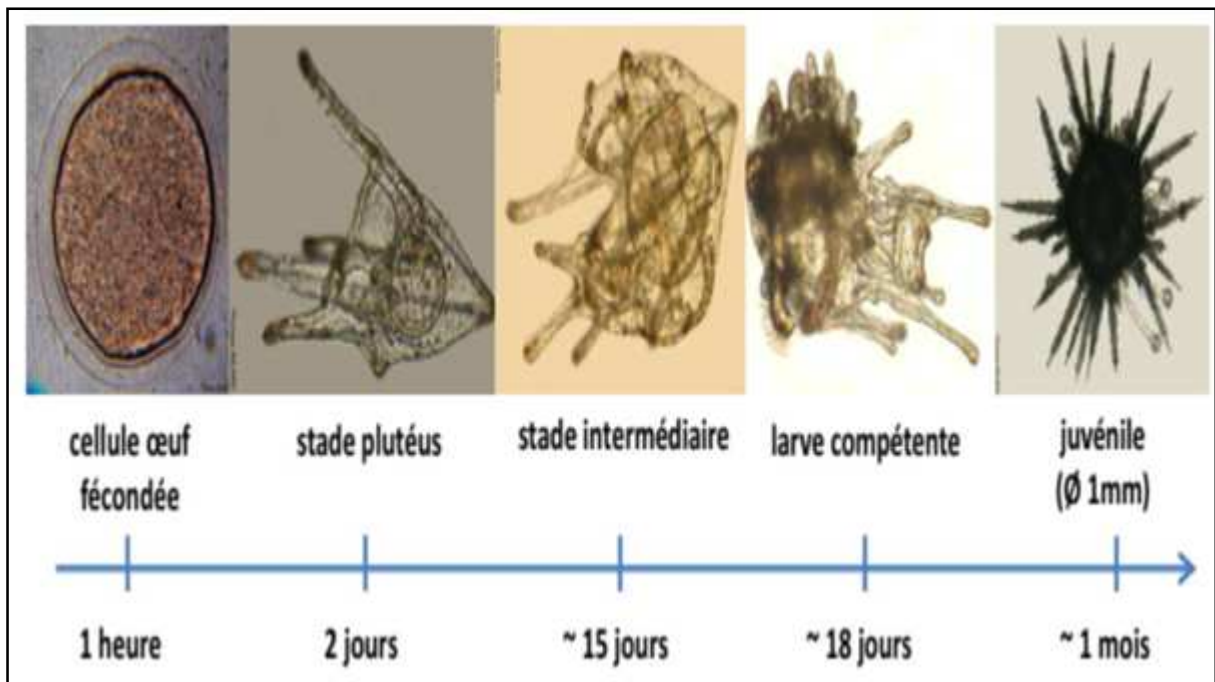 cellule œuf
fécondée
stade plutéus
stade intermédiaire
larve compétente
juvénile
(Ø 1mm)
1 heure
2 jours
~ 15 jours
~ 18 jours
~ 1 mois